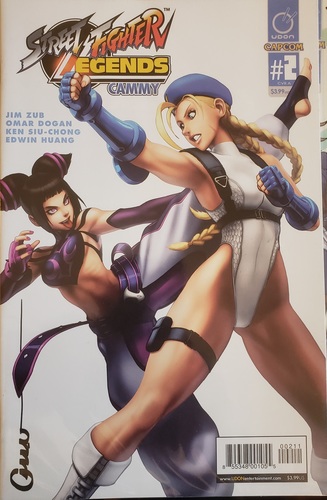 STREET FIGHTER
LEGENDS
CAMMY
UDON
CAPCOM
#2
$3.99
JIM ZUB
OMAR DOGAN
KEN SIU-CHONG
EDWIN HUANG
00211
www.UDONentertainment.com
$3.99